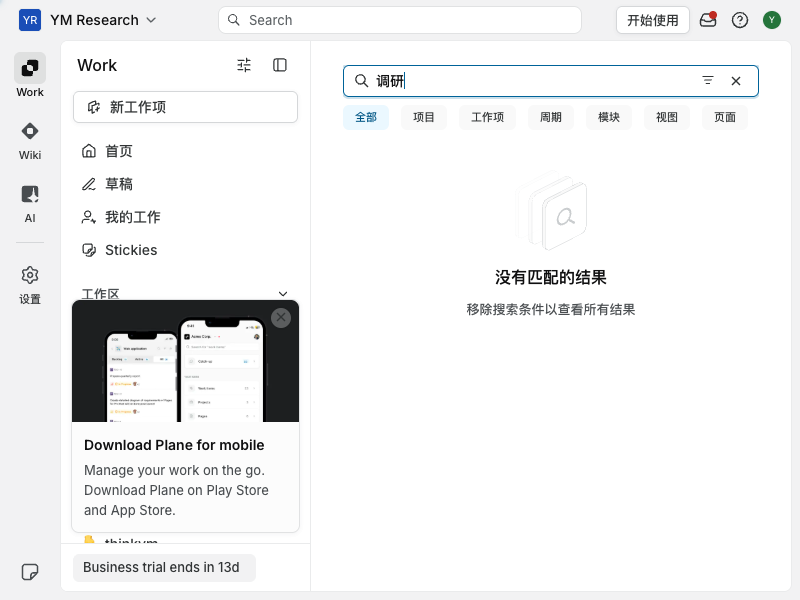 YR YM Research
Search
开始使用
Y
Work
Wiki
AI
设置
Work
新工作项
首页
草稿
我的工作
Stickies
工作区
Download Plane for mobile
Manage your work on the go.
Download Plane on Play Store
and App Store.
thinkym
Business trial ends in 13d
调研
全部
项目
工作项
周期
模块
视图
页面
没有匹配的结果
移除搜索条件以查看所有结果